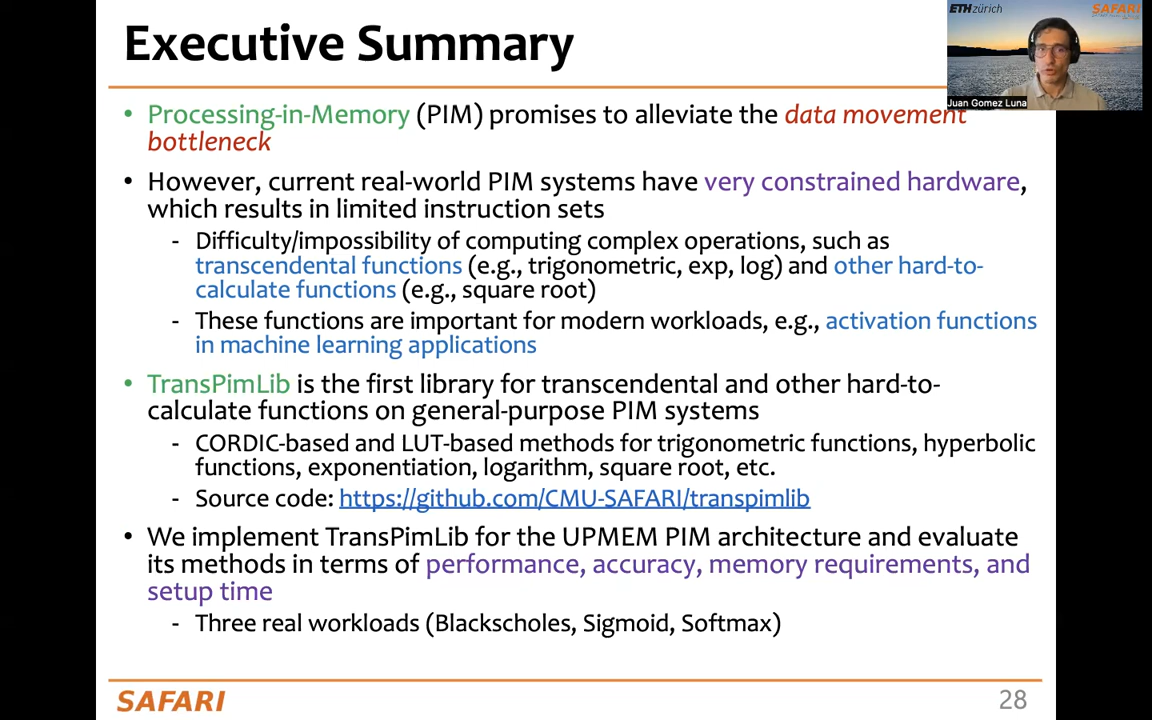 Executive Summary
ETH zürich
SAFARI
Juan Gomez Luna
• Processing-in-Memory (PIM) promises to alleviate the data movement
bottleneck
• However, current real-world PIM systems have very constrained hardware,
which results in limited instruction sets
- Difficulty/impossibility of computing complex operations, such as
transcendental functions (e.g., trigonometric, exp, log) and other hard-to-
calculate functions (e.g., square root)
- These functions are important for modern workloads, e.g., activation functions
in machine learning applications
• TransPimLib is the first library for transcendental and other hard-to-
calculate functions on general-purpose PIM systems
- CORDIC-based and LUT-based methods for trigonometric functions, hyperbolic
functions, exponentiation, logarithm, square root, etc.
- Source code: https://github.com/CMU-SAFARI/transpimlib
• We implement TransPimLib for the UPMEM PIM architecture and evaluate
its methods in terms of performance, accuracy, memory requirements, and
setup time
- Three real workloads (Blackscholes, Sigmoid, Softmax)
SAFARI
28